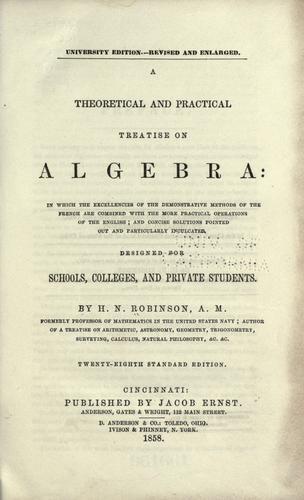 UNIVERSITY EDITION—REVISED AND ENLARGED.
A
THEORETICAL AND PRACTICAL
TREATISE ON
ALGEBRA:
IN WHICH THE EXCELLENCIES OF THE DEMONSTRATIVE METHODS OF THE
FRENCH ARE COMBINED WITH THE MORE PRACTICAL OPERATIONS
OF THE ENGLISH; AND CONCISE SOLUTIONS POINTED
OUT AND PARTICULARLY INCULCATED.
DESIGNED FOR
SCHOOLS, COLLEGES, AND PRIVATE STUDENTS.
BY H. N. ROBINSON, A. M.
FORMERLY PROFESSOR OF MATHEMATICS IN THE UNITED STATES NAVY; AUTHOR
OF A TREATISE ON ARITHMETIC, ASTRONOMY, GEOMETRY, TRIGONOMETRY,
SURVEYING, CALCULUS, NATURAL PHILOSOPHY, &C. &C.
TWENTY-EIGHTH STANDARD EDITION.
CINCINNATI:
PUBLISHED BY JACOB ERNST.
ANDERSON, GATES & WRIGHT, 112 MAIN STREET.
D. ANDERSON & CO.: TOLEDO, OHIO.
IVISON & PHINNEY, N. YORK.
1858.